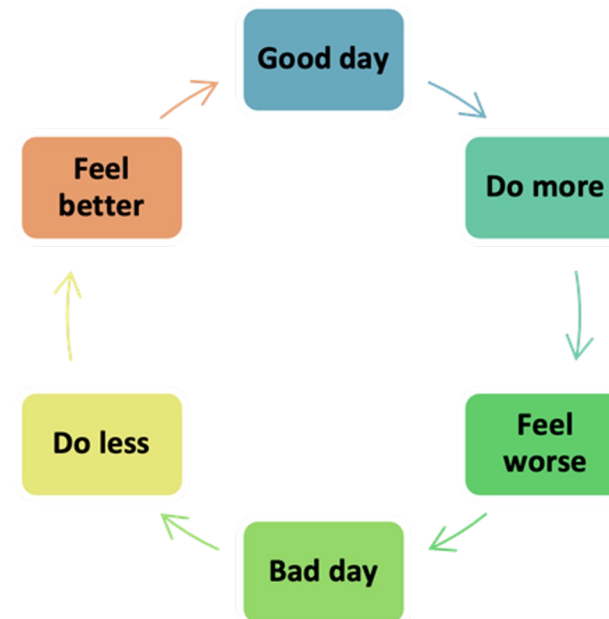 Good day
Do more
Feel
worse
Bad day
Do less
Feel
better